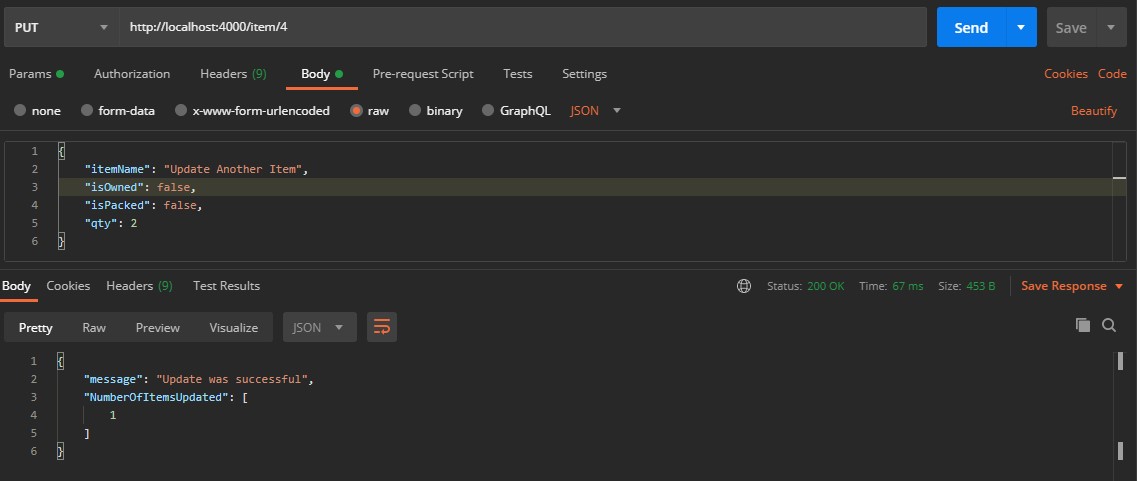 PUT http://localhost:4000/item/4 Send Save
Params Authorization Headers (9) Body Pre-request Script Tests Settings Cookies Code
none form-data x-www-form-urlencoded raw binary GraphQL JSON Beautify
1 {
2 "itemName": "Update Another Item",
3 "isOwned": false,
4 "isPacked": false,
5 "qty": 2
6 }
Body Cookies Headers (9) Test Results Status: 200 OK Time: 67 ms Size: 453 B Save Response
Pretty Raw Preview Visualize JSON
1 {
2 "message": "Update was successful",
3 "NumberOfItemsUpdated": [
4 1
5 ]
6 }